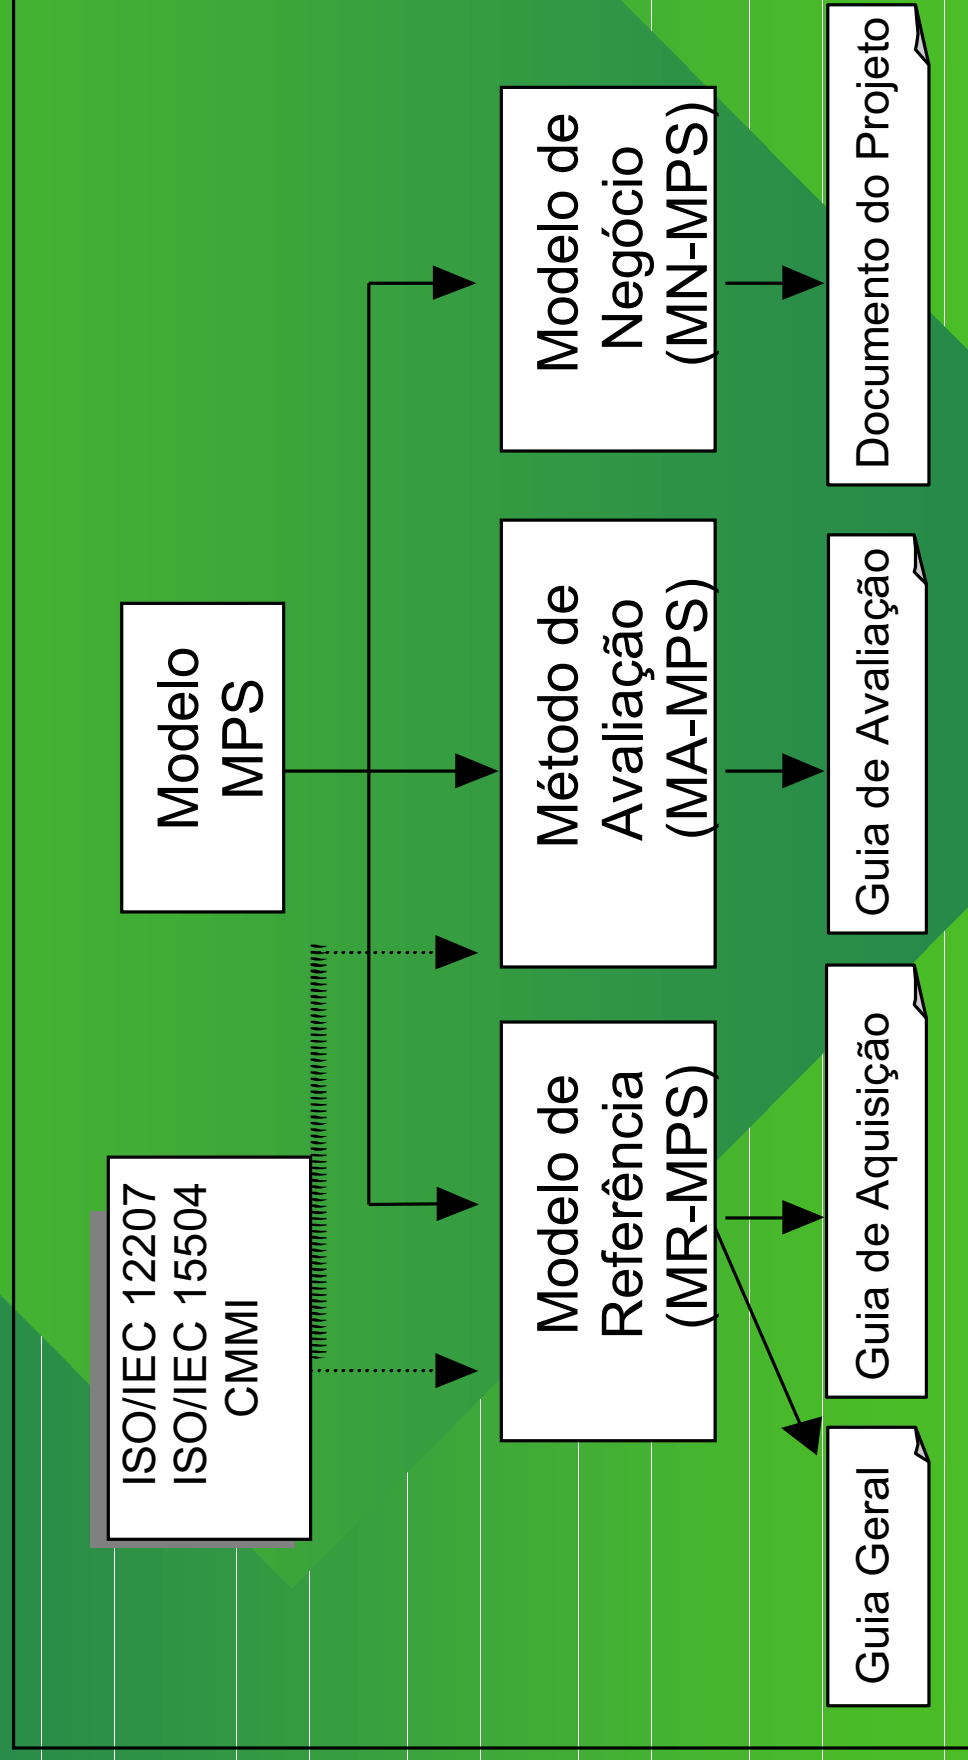 ISO/IEC 12207
ISO/IEC 15504
CMMI
Modelo
MPS
Modelo de
Referência
(MR-MPS)
Método de
Avaliação
(MA-MPS)
Modelo de
Negócio
(MN-MPS)
Guia Geral
Guia de Aquisição
Guia de Avaliação
Documento do Projeto